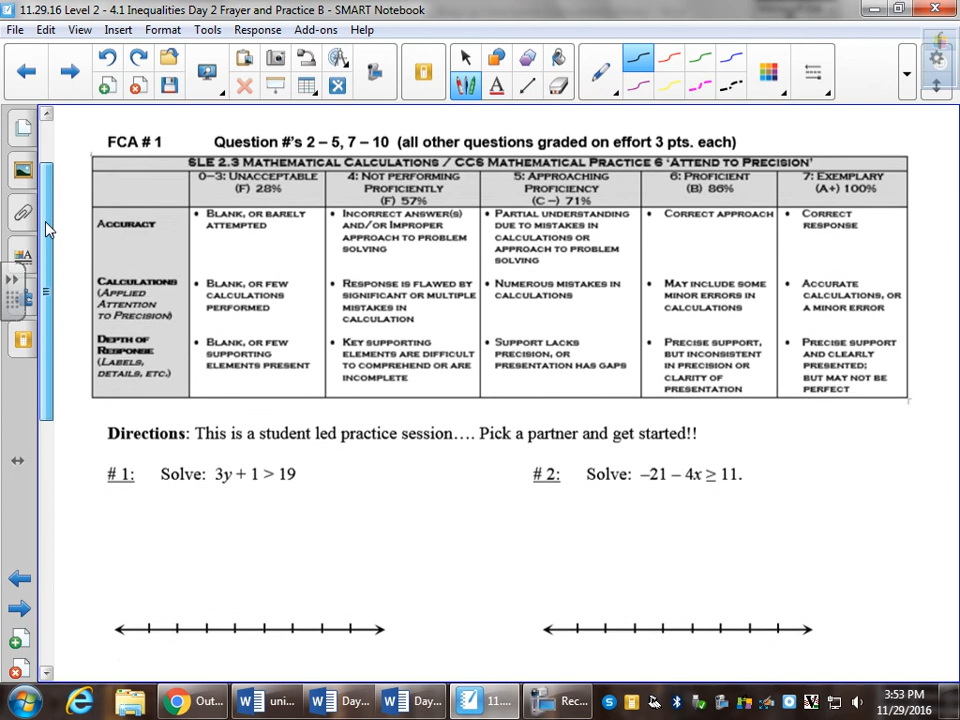 11.29.16 Level 2 - 4.1 Inequalities Day 2 Frayer and Practice B - SMART Notebook
File Edit View Insert Format Tools Response Add-ons Help
FCA # 1 Question #'s 2 – 5, 7 – 10 (all other questions graded on effort 3 pts. each)
SLE 2.3 MATHEMATICAL CALCULATIONS / CCS MATHEMATICAL PRACTICE 6 'ATTEND TO PRECISION'
0–3: UNACCEPTABLE
(F) 28%
4: NOT PERFORMING
PROFICIENTLY
(F) 57%
5: APPROACHING
PROFICIENCY
(C –) 71%
6: PROFICIENT
(B) 86%
7: EXEMPLARY
(A+) 100%
ACCURACY
• BLANK, OR BARELY
ATTEMPTED
• INCORRECT ANSWER(S)
AND/OR IMPROPER
APPROACH TO PROBLEM
SOLVING
• PARTIAL UNDERSTANDING
DUE TO MISTAKES IN
CALCULATIONS OR
APPROACH TO PROBLEM
SOLVING
• CORRECT APPROACH
• CORRECT
RESPONSE
CALCULATIONS
(APPLIED
ATTENTION
TO PRECISION)
• BLANK, OR FEW
CALCULATIONS
PERFORMED
• RESPONSE IS FLAWED BY
SIGNIFICANT OR MULTIPLE
MISTAKES IN
CALCULATION
• NUMEROUS MISTAKES IN
CALCULATIONS
• MAY INCLUDE SOME
MINOR ERRORS IN
CALCULATIONS
• ACCURATE
CALCULATIONS, OR
A MINOR ERROR
DEPTH OF
RESPONSE
(LABELS,
DETAILS, ETC.)
• BLANK, OR FEW
SUPPORTING
ELEMENTS PRESENT
• KEY SUPPORTING
ELEMENTS ARE DIFFICULT
TO COMPREHEND OR ARE
INCOMPLETE
• SUPPORT LACKS
PRECISION, OR
PRESENTATION HAS GAPS
• PRECISE SUPPORT,
BUT INCONSISTENT
IN PRECISION OR
CLARITY OF
PRESENTATION
• PRECISE SUPPORT
AND CLEARLY
PRESENTED;
BUT MAY NOT BE
PERFECT
Directions: This is a student led practice session…. Pick a partner and get started!!
# 1: Solve: 3y + 1 > 19
# 2: Solve: –21 – 4x ≥ 11.
Out...
uni...
Day...
Day...
11....
Rec...
3:53 PM
11/29/2016